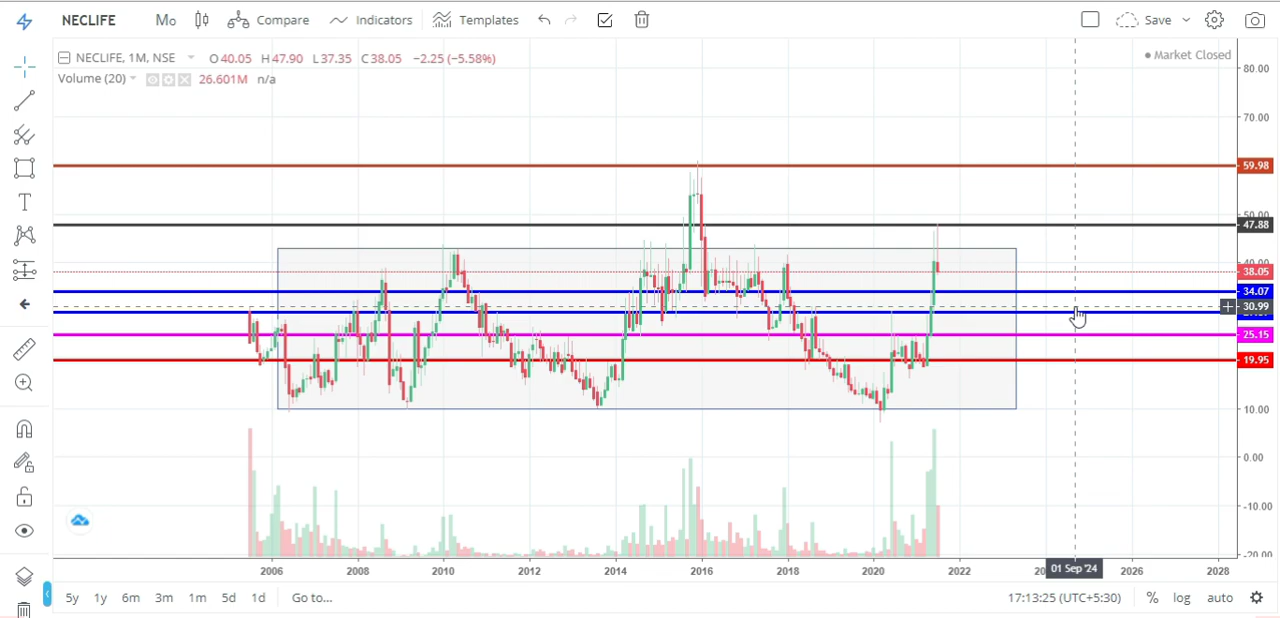 NECLIFE Mo Compare Indicators Templates Save
NECLIFE, 1M, NSE O40.05 H47.90 L37.35 C38.05 −2.25 (−5.58%)
Market Closed
Volume (20) 26.601M n/a
80.00
70.00
59.98
50.00
47.88
40.00
38.05
34.07
30.99
25.15
19.95
10.00
0.00
-10.00
-20.00
T
2006 2008 2010 2012 2014 2016 2018 2020 2022 01 Sep '24 2026 2028
5y 1y 6m 3m 1m 5d 1d Go to... 17:13:25 (UTC+5:30) % log auto